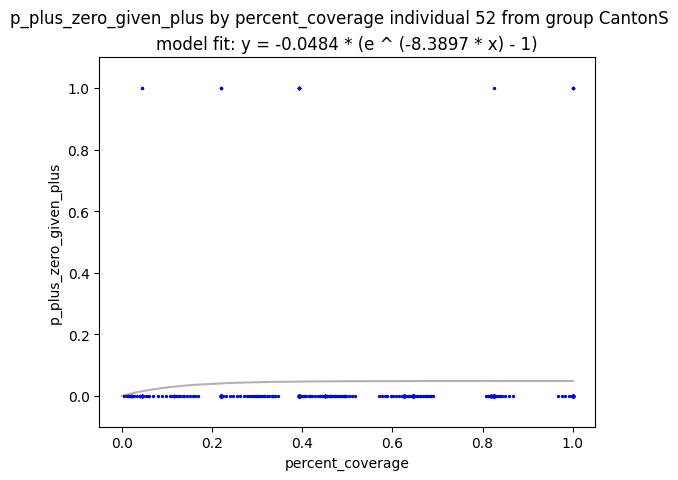 p_plus_zero_given_plus by percent_coverage individual 52 from group CantonS
model fit: y = -0.0484 * (e ^ (-8.3897 * x) - 1)
1.0
0.8
0.6
0.4
0.2
0.0
p_plus_zero_given_plus
0.0 0.2 0.4 0.6 0.8 1.0
percent_coverage